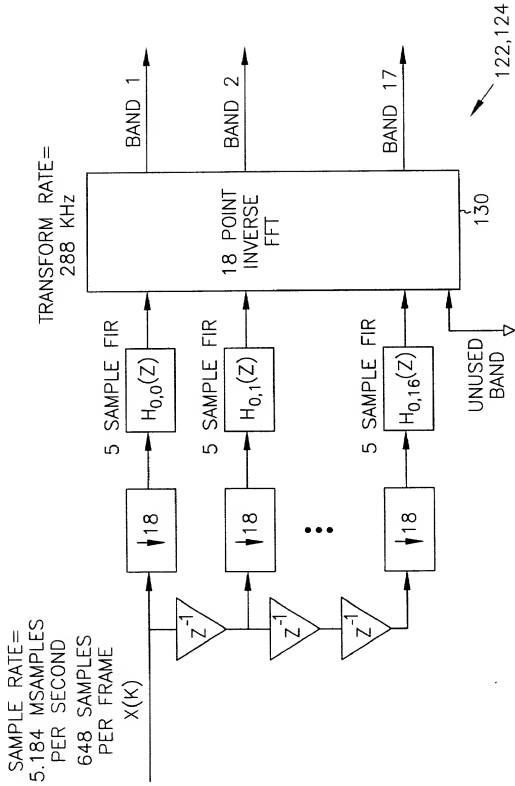 SAMPLE RATE=
5.184 MSAMPLES
PER SECOND
648 SAMPLES
PER FRAME
X(K)
Z-1
Z-1
Z-1
↓18
↓18
•••
↓18
5 SAMPLE FIR
H0,0(Z)
5 SAMPLE FIR
H0,1(Z)
5 SAMPLE FIR
H0,16(Z)
UNUSED
BAND
TRANSFORM RATE=
288 KHz
18 POINT
INVERSE
FFT
130
BAND 1
BAND 2
BAND 17
122,124